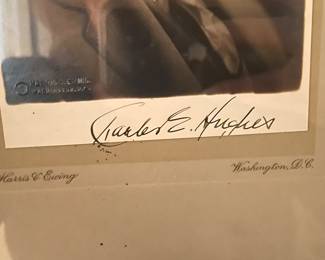 Charles E. Hughes
Harris & Ewing
Washington, D.C.